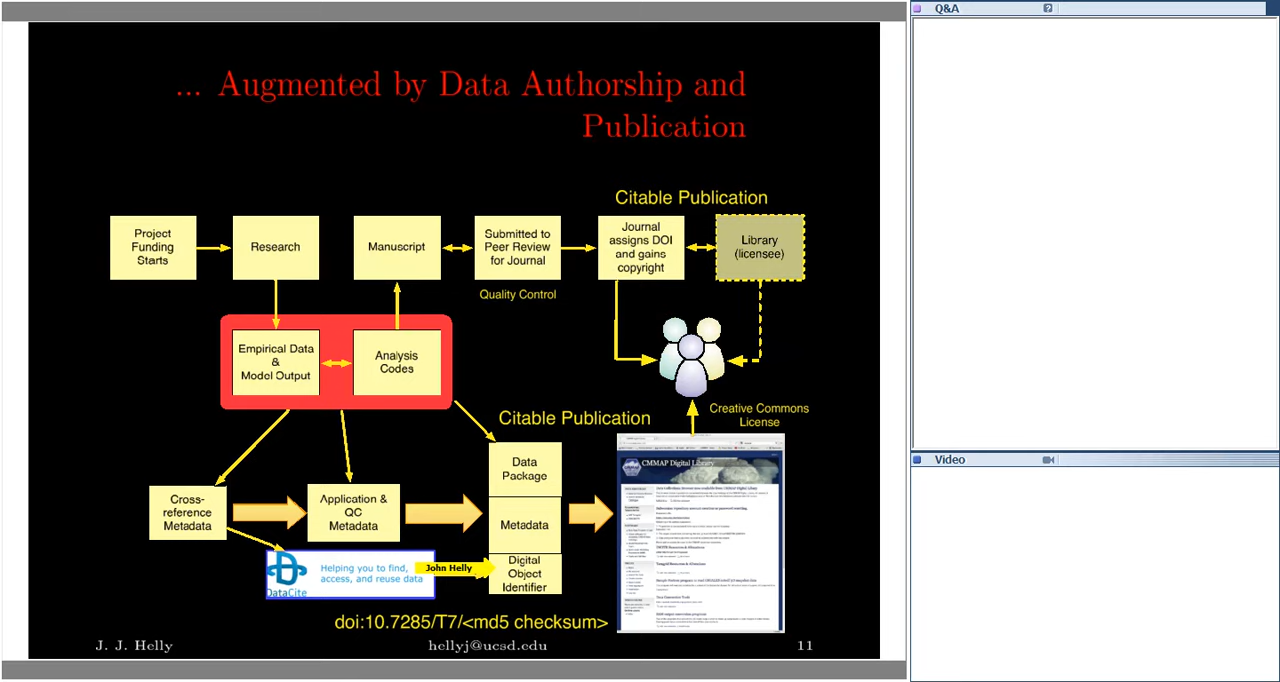 Q&A
?
... Augmented by Data Authorship and
Publication
Citable Publication
Project
Funding
Starts
Research
Manuscript
Submitted to
Peer Review
for Journal
Journal
assigns DOI
and gains
copyright
Library
(licensee)
Quality Control
Empirical Data
&
Model Output
Analysis
Codes
Citable Publication
Creative Commons
License
Data
Package
Metadata
Digital
Object
Identifier
Cross-
reference
Metadata
Application &
QC
Metadata
CMMAP Digital Library
Helping you to find,
access, and reuse data
DataCite
John Helly
doi:10.7285/T7/<md5 checksum>
J. J. Helly
hellyj@ucsd.edu
11
Video